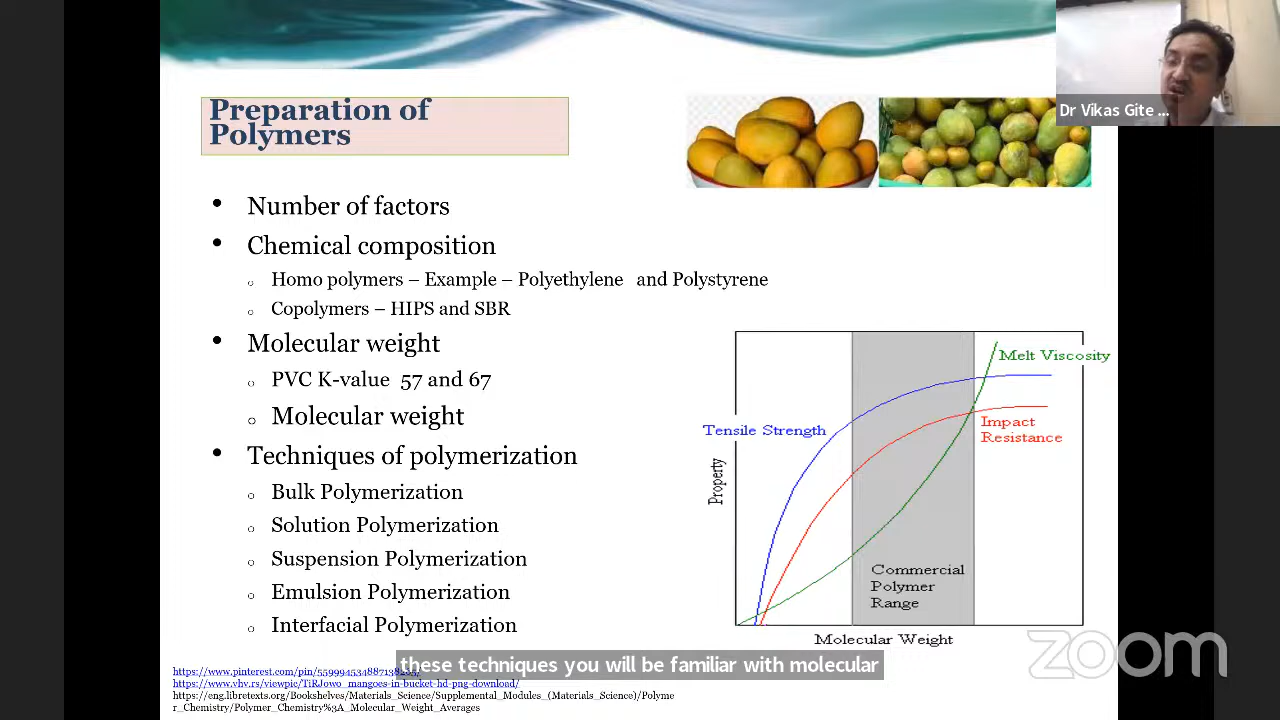 Preparation of
Polymers
Dr Vikas Gite ...
• Number of factors
• Chemical composition
o Homo polymers – Example – Polyethylene and Polystyrene
o Copolymers – HIPS and SBR
• Molecular weight
o PVC K-value 57 and 67
o Molecular weight
• Techniques of polymerization
o Bulk Polymerization
o Solution Polymerization
o Suspension Polymerization
o Emulsion Polymerization
o Interfacial Polymerization
Melt Viscosity
Tensile Strength
Impact
Resistance
Property
Commercial
Polymer
Range
Molecular Weight
zoom
these techniques you will be familiar with molecular
https://www.vhv.rs/viewpic/TiRJowo_mangoes-in-bucket-hd-png-download/
https://eng.libretexts.org/Bookshelves/Materials_Science/Supplemental_Modules_(Materials_Science)/Polyme
r_Chemistry/Polymer_Chemistry%3A_Molecular_Weight_Averages